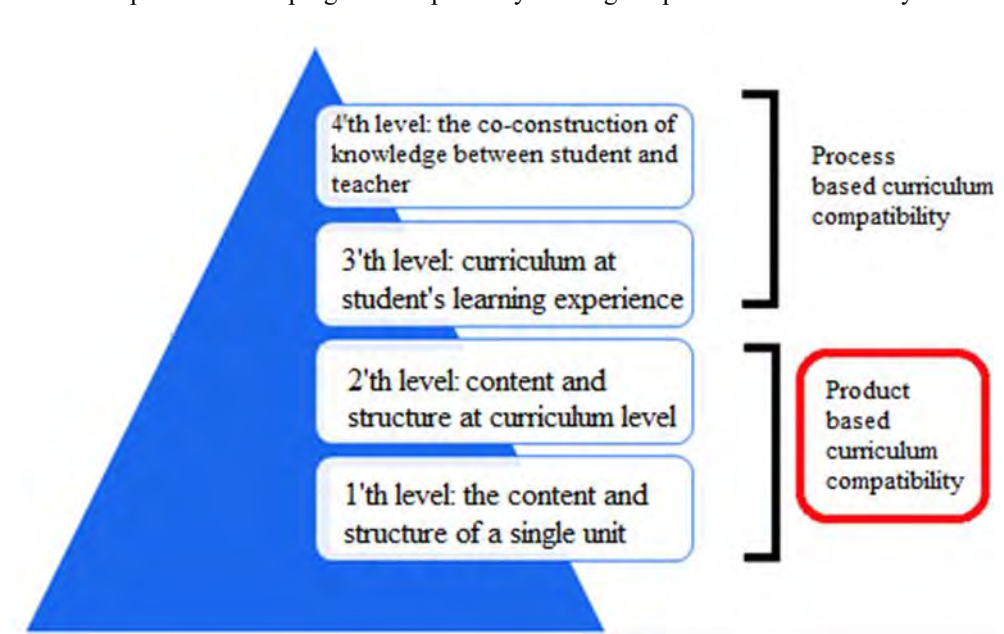 4'th level: the co-construction of
knowledge between student and
teacher
Process
based curriculum
compatibility
3'th level: curriculum at
student's learning experience
2'th level: content and
structure at curriculum level
Product
based
curriculum
compatibility
1'th level: the content and
structure of a single unit